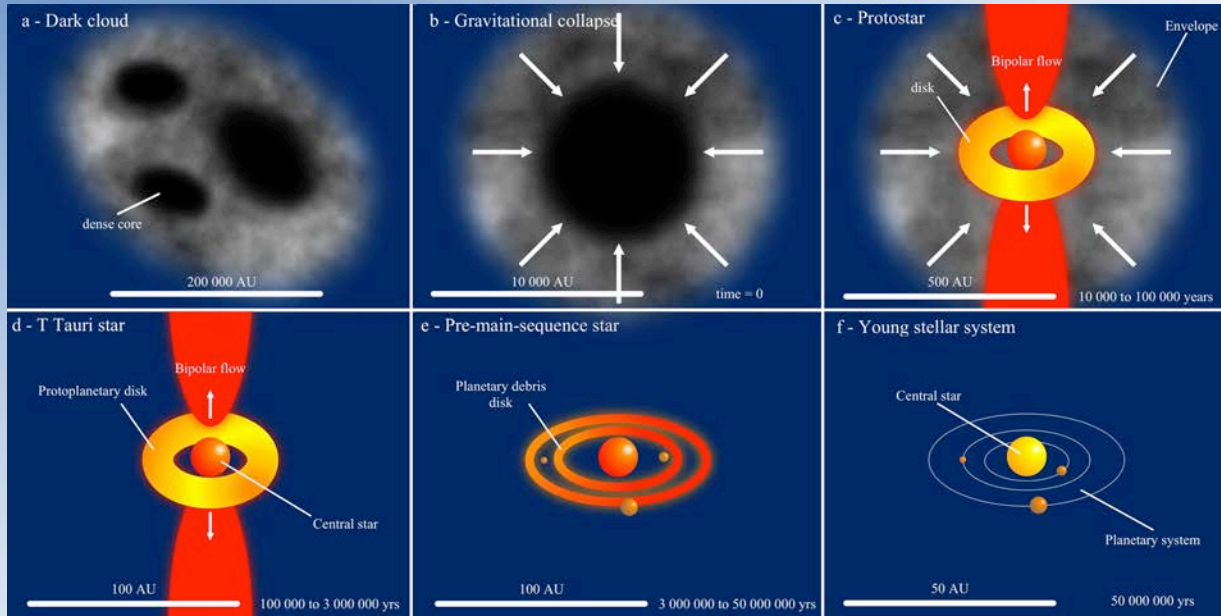 a - Dark cloud
dense core
200 000 AU
b - Gravitational collapse
10 000 AU
time = 0
c - Protostar
Envelope
Bipolar flow
disk
500 AU
10 000 to 100 000 years
d - T Tauri star
Bipolar flow
Protoplanetary disk
Central star
100 AU
100 000 to 3 000 000 yrs
e - Pre-main-sequence star
Planetary debris
disk
100 AU
3 000 000 to 50 000 000 yrs
f - Young stellar system
Central star
Planetary system
50 AU
50 000 000 yrs